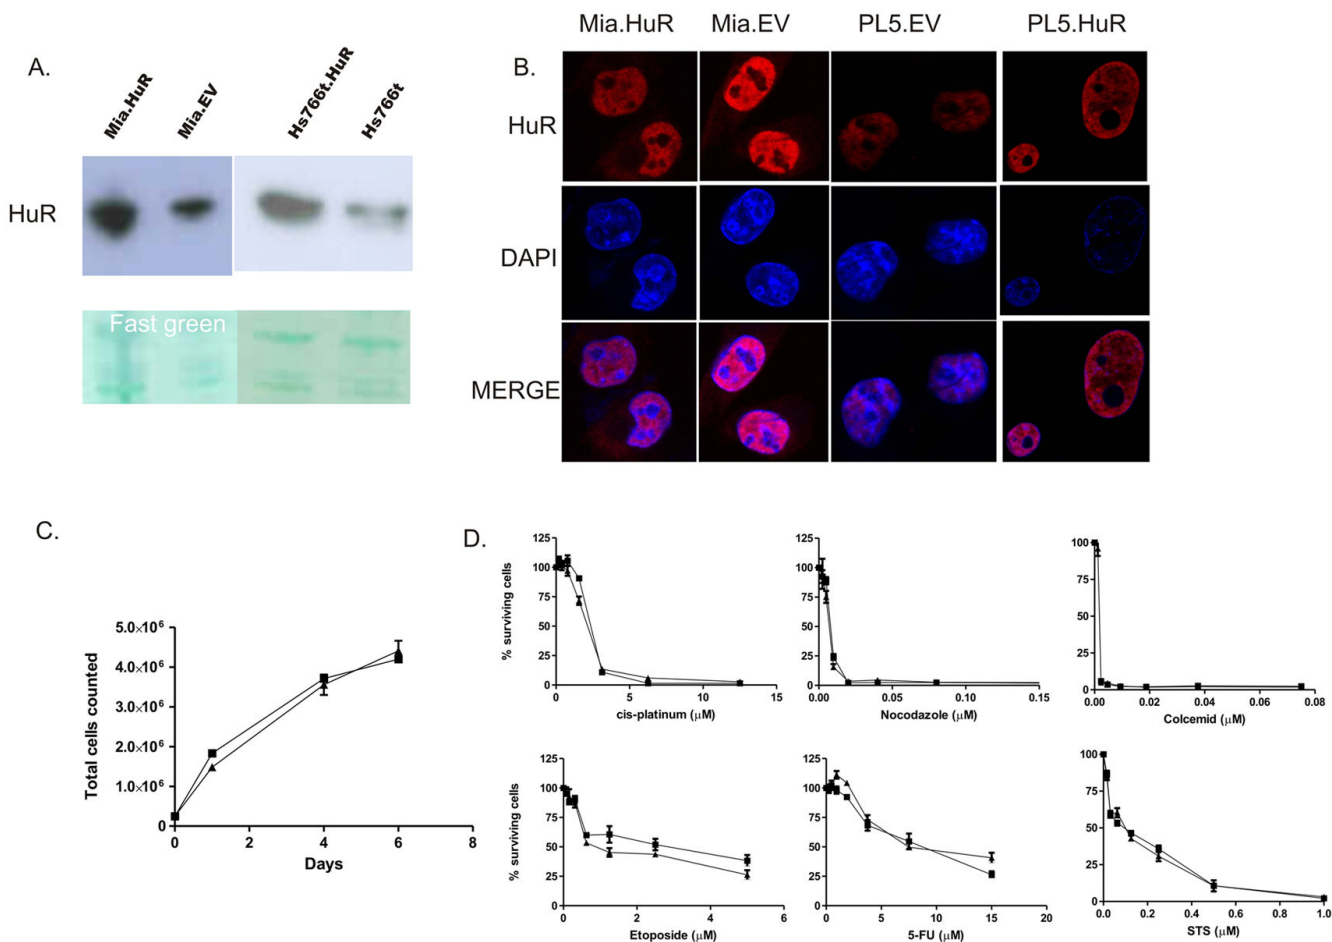 A.
Mia.HuR Mia.EV Hs766t.HuR Hs766t
HuR
Fast green
B.
Mia.HuR Mia.EV PL5.EV PL5.HuR
HuR
DAPI
MERGE
C.
Total cells counted
5.0×10⁶
4.0×10⁶
3.0×10⁶
2.0×10⁶
1.0×10⁶
0
0 2 4 6 8
Days
D.
% surviving cells
125
100
75
50
25
0
0 5 10 15
cis-platinum (μM)
125
100
75
50
25
0
0.00 0.05 0.10 0.15
Nocodazole (μM)
100
75
50
25
0
0.00 0.02 0.04 0.06 0.08
Colcemid (μM)
% surviving cells
125
100
75
50
25
0
0 2 4 6
Etoposide (μM)
125
100
75
50
25
0
0 5 10 15 20
5-FU (μM)
100
75
50
25
0
0.0 0.2 0.4 0.6 0.8 1.0
STS (μM)